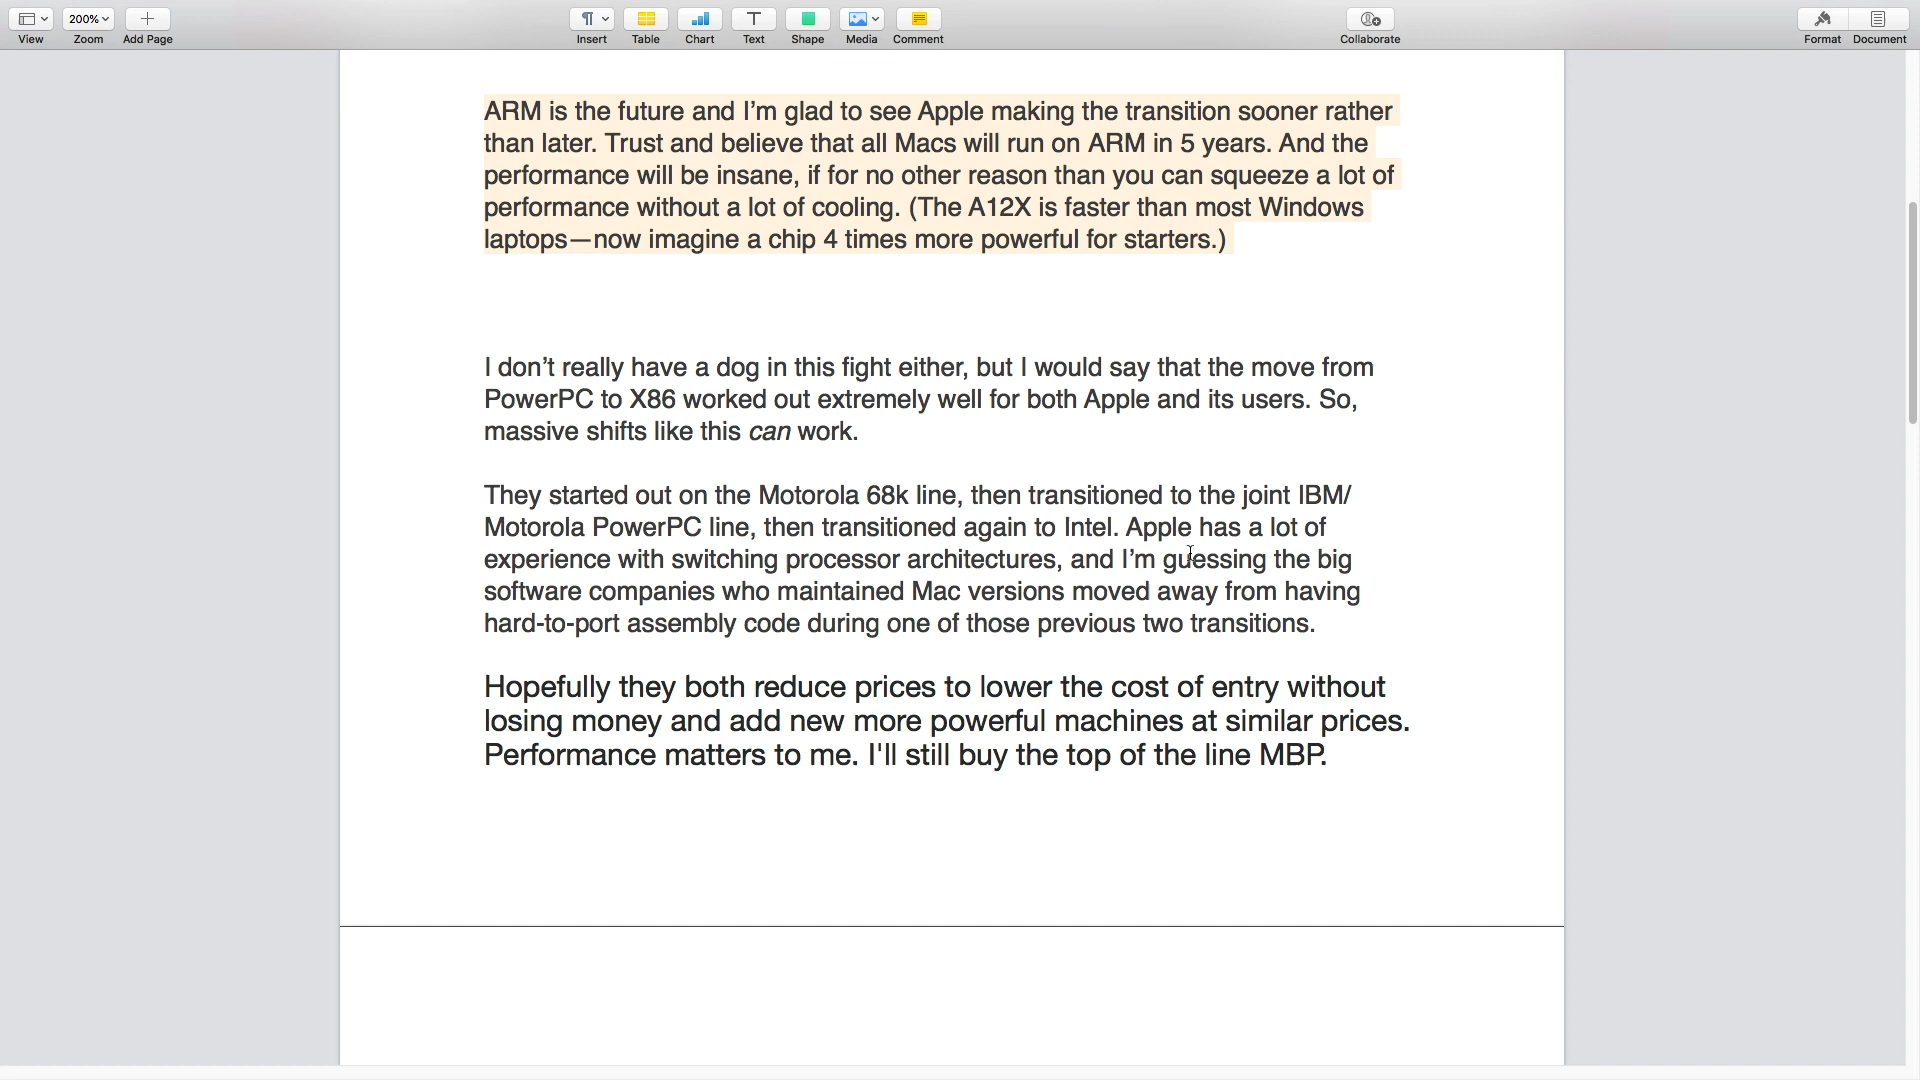 200%
View Zoom Add Page Insert Table Chart Text Shape Media Comment Collaborate Format Document
ARM is the future and I’m glad to see Apple making the transition sooner rather
than later. Trust and believe that all Macs will run on ARM in 5 years. And the
performance will be insane, if for no other reason than you can squeeze a lot of
performance without a lot of cooling. (The A12X is faster than most Windows
laptops—now imagine a chip 4 times more powerful for starters.)
I don’t really have a dog in this fight either, but I would say that the move from
PowerPC to X86 worked out extremely well for both Apple and its users. So,
massive shifts like this can work.
They started out on the Motorola 68k line, then transitioned to the joint IBM/
Motorola PowerPC line, then transitioned again to Intel. Apple has a lot of
experience with switching processor architectures, and I’m guessing the big
software companies who maintained Mac versions moved away from having
hard-to-port assembly code during one of those previous two transitions.
Hopefully they both reduce prices to lower the cost of entry without
losing money and add new more powerful machines at similar prices.
Performance matters to me. I'll still buy the top of the line MBP.